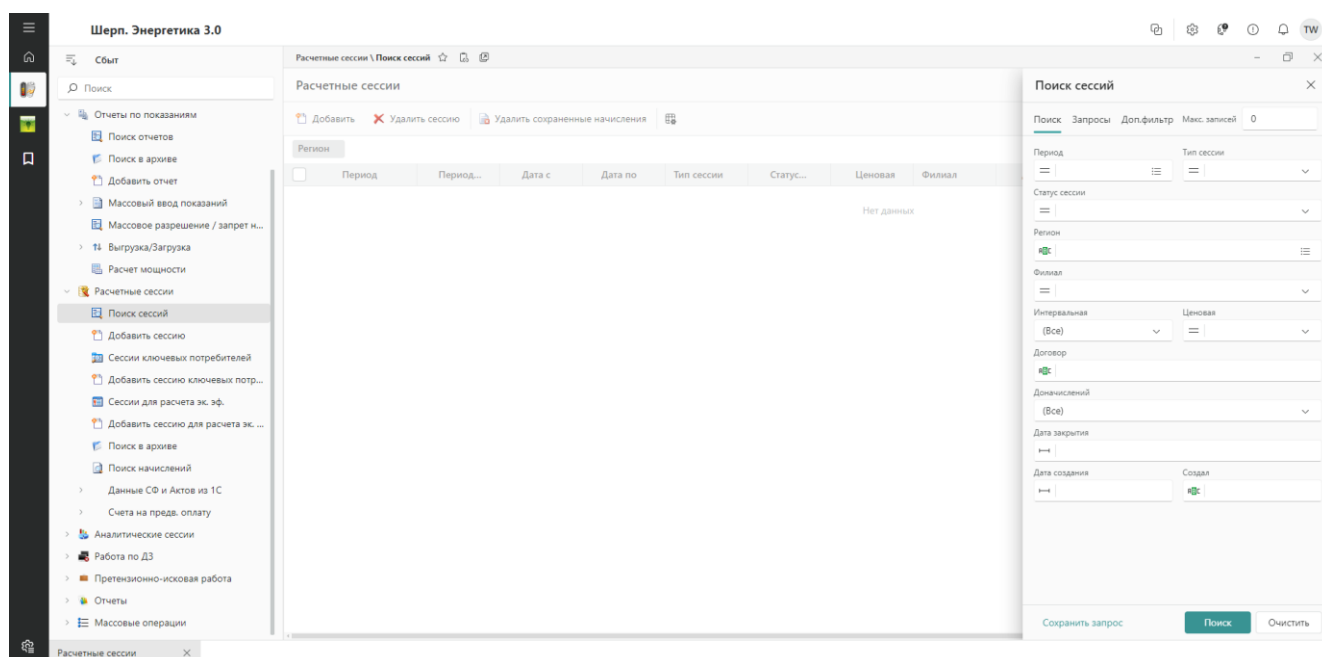 Шерп. Энергетика 3.0
TW
Сбыт
Поиск
Отчеты по показаниям
Поиск отчетов
Поиск в архиве
Добавить отчет
Массовый ввод показаний
Массовое разрешение / запрет н...
Выгрузка/Загрузка
Расчет мощности
Расчетные сессии
Поиск сессий
Добавить сессию
Сессии ключевых потребителей
Добавить сессию ключевых потр...
Сессии для расчета эк. эф.
Добавить сессию для расчета эк. ...
Поиск в архиве
Поиск начислений
Данные СФ и Актов из 1С
Счета на предв. оплату
Аналитические сессии
Работа по ДЗ
Претензионно-исковая работа
Отчеты
Массовые операции
Расчетные сессии \ Поиск сессий
Расчетные сессии
Добавить Удалить сессию Удалить сохраненные начисления
Регион
Период Период... Дата с Дата по Тип сессии Статус... Ценовая Филиал
Нет данных
Поиск сессий
Поиск Запросы Доп.фильтр Макс. записей 0
Период Тип сессии
Статус сессии
Регион
Филиал
Интервальная Ценовая
(Все)
Договор
Доначислений
(Все)
Дата закрытия
Дата создания Создал
Сохранить запрос Поиск Очистить
Расчетные сессии